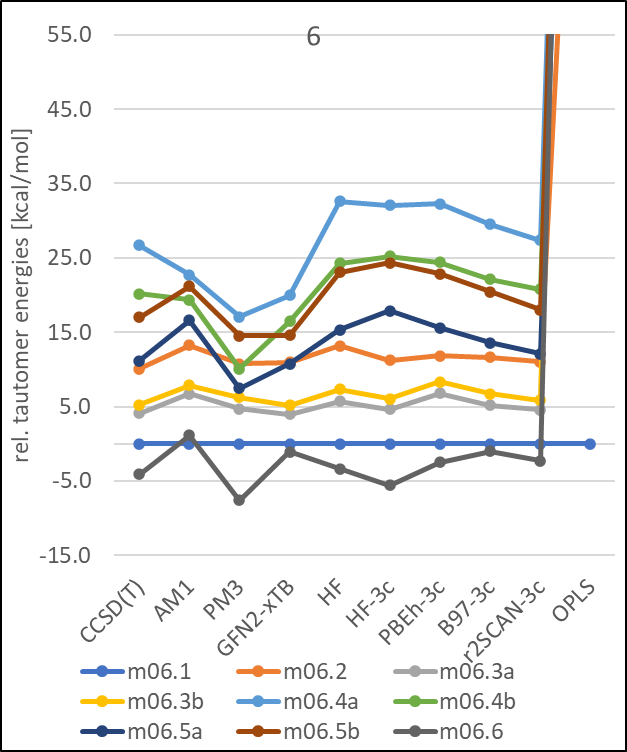 6
rel. tautomer energies [kcal/mol]
55.0
45.0
35.0
25.0
15.0
5.0
-5.0
-15.0
CCSD(T)
AM1
PM3
GFN2-xTB
HF
HF-3c
PBEh-3c
B97-3c
r2SCAN-3c
OPLS
m06.1 m06.2 m06.3a
m06.3b m06.4a m06.4b
m06.5a m06.5b m06.6